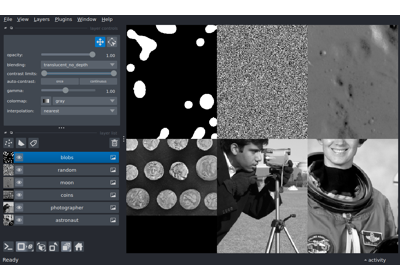 File View Layers Plugins Window Help
opacity: 1.00
blending: translucent_no_depth
contrast limits:
auto-contrast: once continuous
gamma: 1.00
colormap: gray
interpolation: nearest
blobs
random
moon
coins
photographer
astronaut
Ready
activity